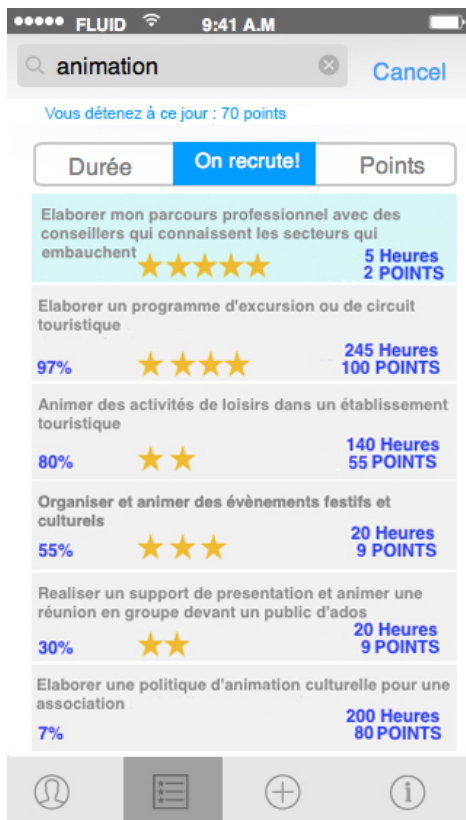 FLUID 9:41 A.M
animation
Cancel
Vous détenez à ce jour : 70 points
Durée On recrute! Points
Elaborer mon parcours professionnel avec des
conseillers qui connaissent les secteurs qui
embauchent
5 Heures
2 POINTS
Elaborer un programme d'excursion ou de circuit
touristique
245 Heures
97% 100 POINTS
Animer des activités de loisirs dans un établissement
touristique
140 Heures
80% 55 POINTS
Organiser et animer des évènements festifs et
culturels
20 Heures
55% 9 POINTS
Realiser un support de presentation et animer une
réunion en groupe devant un public d'ados
20 Heures
30% 9 POINTS
Elaborer une politique d'animation culturelle pour une
association
200 Heures
7% 80 POINTS